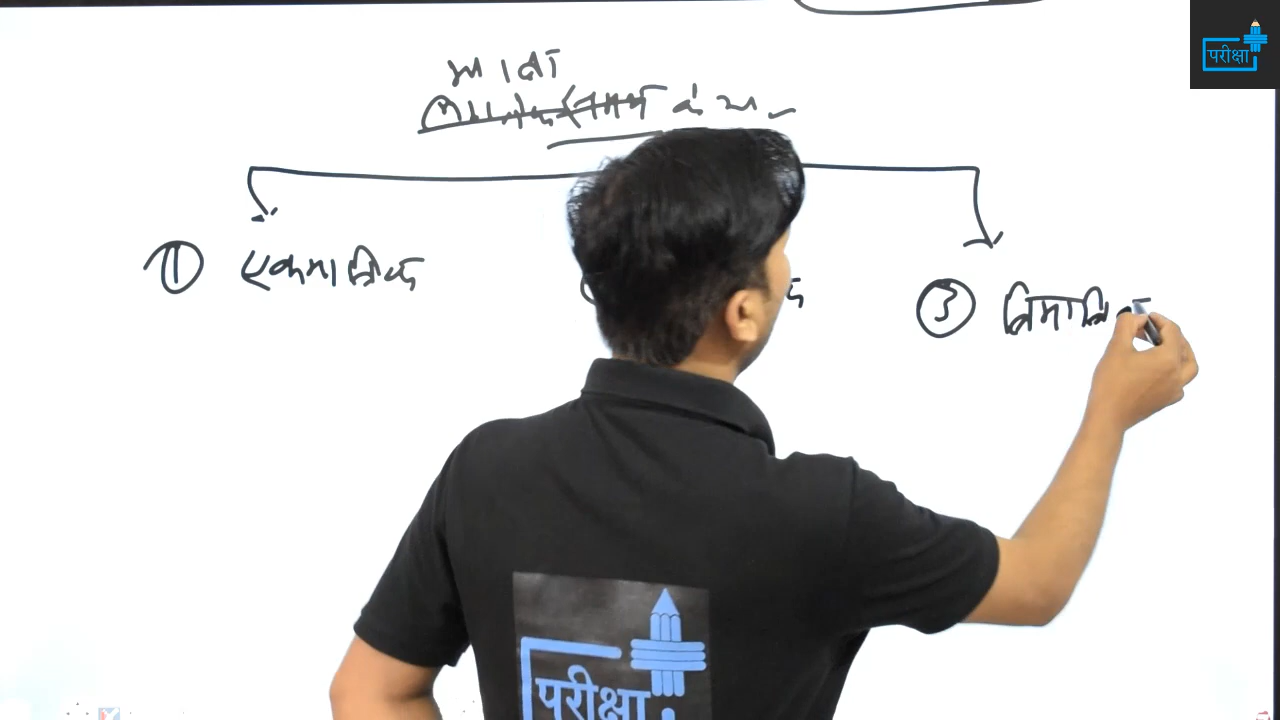 परीक्षा
मात्रा
के आ
① एकमात्रिक
③ त्रिमात्रि
परीक्षा